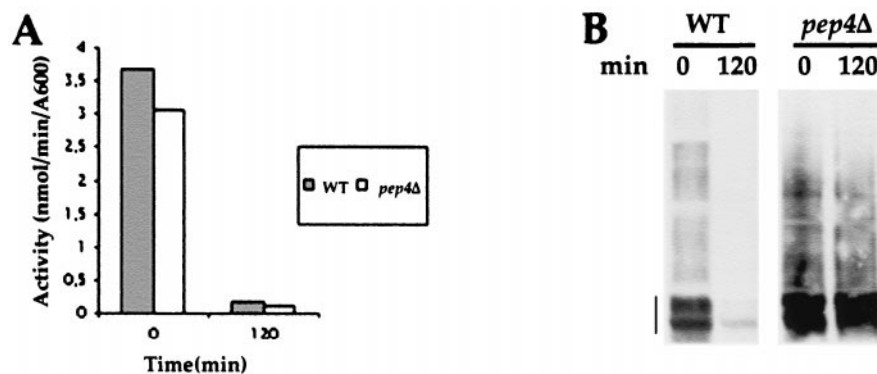 A
Activity (nmol/min/A600)
4
3.5
3
2.5
2
1.5
1
0.5
0
0 120
Time(min)
WT pep4Δ
B
WT pep4Δ
min 0 120 0 120